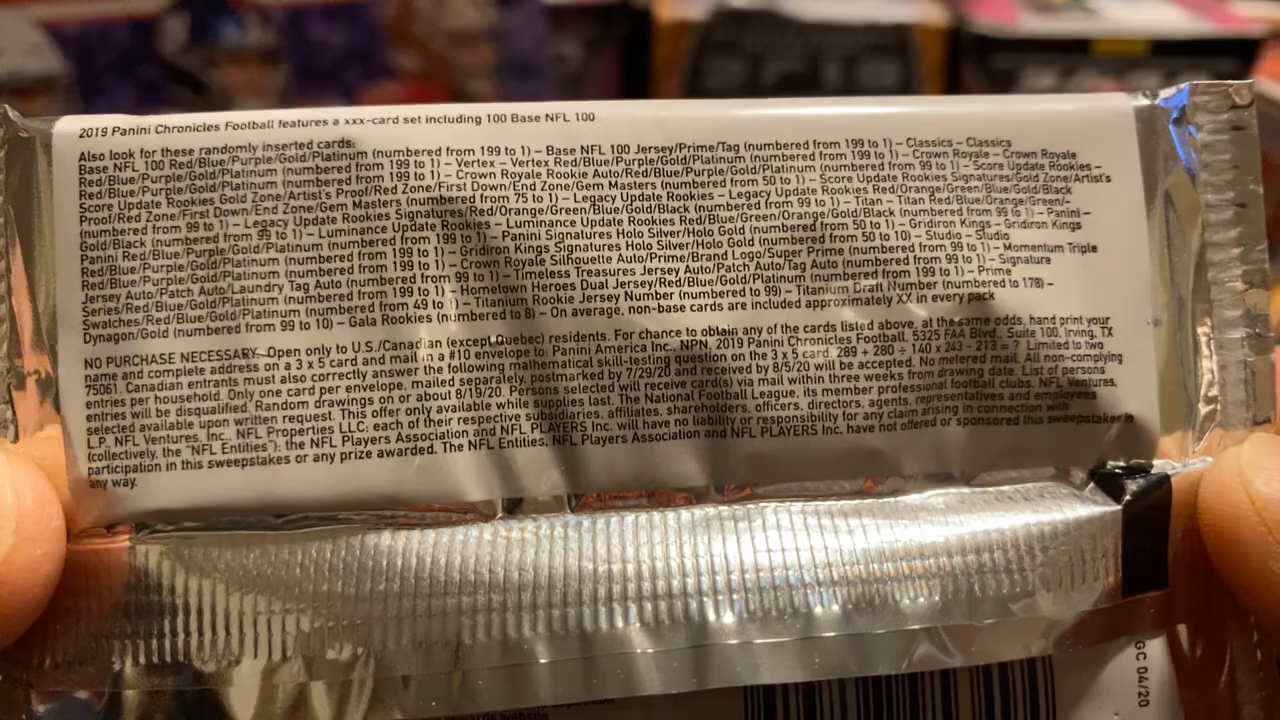 2019 Panini Chronicles Football features a xxx-card set including 100 Base NFL 100
Also look for these randomly inserted cards:
Base NFL 100 Red/Blue/Purple/Gold/Platinum (numbered from 199 to 1) – Base NFL 100 Jersey/Prime/Tag (numbered from 199 to 1) – Classics – Classics
Red/Blue/Purple/Gold/Platinum (numbered from 199 to 1) – Vertex – Vertex Red/Blue/Purple/Gold/Platinum (numbered from 199 to 1) – Crown Royale – Crown Royale
Red/Blue/Purple/Gold/Platinum (numbered from 199 to 1) – Crown Royale Rookie Auto/Red/Blue/Purple/Gold/Platinum (numbered from 99 to 1) – Score Update Rookies –
Score Update Rookies Gold Zone/Artist's Proof/Red Zone/First Down/End Zone/Gem Masters (numbered from 50 to 1) – Score Update Rookies Signatures/Gold Zone/Artist's
Proof/Red Zone/First Down/End Zone/Gem Masters (numbered from 75 to 1) – Legacy Update Rookies – Legacy Update Rookies Red/Orange/Green/Blue/Gold/Black
(numbered from 99 to 1) – Legacy Update Rookies Signatures/Red/Orange/Green/Blue/Gold/Black (numbered from 99 to 1) – Titan – Titan Red/Blue/Orange/Green/-
Gold/Black (numbered from 99 to 1) – Luminance Update Rookies – Luminance Update Rookies Red/Blue/Green/Orange/Gold/Black (numbered from 99 to 1) – Panini –
Panini Red/Blue/Purple/Gold/Platinum (numbered from 199 to 1) – Panini Signatures Holo Silver/Holo Gold (numbered from 50 to 1) – Gridiron Kings – Gridiron Kings
Red/Blue/Purple/Gold/Platinum (numbered from 199 to 1) – Gridiron Kings Signatures Holo Silver/Holo Gold (numbered from 50 to 10) – Studio – Studio
Red/Blue/Purple/Gold/Platinum (numbered from 199 to 1) – Crown Royale Silhouette Auto/Prime/Brand Logo/Super Prime (numbered from 99 to 1) – Momentum Triple
Jersey Auto/Patch Auto/Laundry Tag Auto (numbered from 99 to 1) – Timeless Treasures Jersey Auto/Patch Auto/Tag Auto (numbered from 99 to 1) – Signature
Series/Red/Blue/Gold/Platinum (numbered from 199 to 1) – Hometown Heroes Dual Jersey/Red/Blue/Gold/Platinum (numbered from 199 to 1) – Prime
Swatches/Red/Blue/Gold/Platinum (numbered from 49 to 1) – Titanium Rookie Jersey Number (numbered to 99) – Titanium Draft Number (numbered to 178) –
Dynagon/Gold (numbered from 99 to 10) – Gala Rookies (numbered to 8) – On average, non-base cards are included approximately XX in every pack
NO PURCHASE NECESSARY. Open only to U.S./Canadian (except Quebec) residents. For chance to obtain any of the cards listed above, at the same odds, hand print your
name and complete address on a 3 x 5 card and mail in a #10 envelope to: Panini America Inc., NPN, 2019 Panini Chronicles Football, 5325 FAA Blvd., Suite 100, Irving, TX
75061. Canadian entrants must also correctly answer the following mathematical skill-testing question on the 3 x 5 card: 289 + 280 ÷ 140 x 243 - 213 = ? Limited to two
entries per household. Only one card per envelope, mailed separately, postmarked by 7/29/20 and received by 8/5/20 will be accepted. No metered mail. All non-complying
entries will be disqualified. Random drawings on or about 8/19/20. Persons selected will receive card(s) via mail within three weeks from drawing date. List of persons
selected available upon written request. This offer only available while supplies last. The National Football League, its member professional football clubs, NFL Ventures,
L.P., NFL Ventures, Inc., NFL Properties LLC; each of their respective subsidiaries, affiliates, shareholders, officers, directors, agents, representatives and employees
(collectively, the "NFL Entities"); the NFL Players Association and NFL PLAYERS Inc. will have no liability or responsibility for any claim arising in connection with
participation in this sweepstakes or any prize awarded. The NFL Entities, NFL Players Association and NFL PLAYERS Inc. have not offered or sponsored this sweepstakes in
any way.
GC 04/20